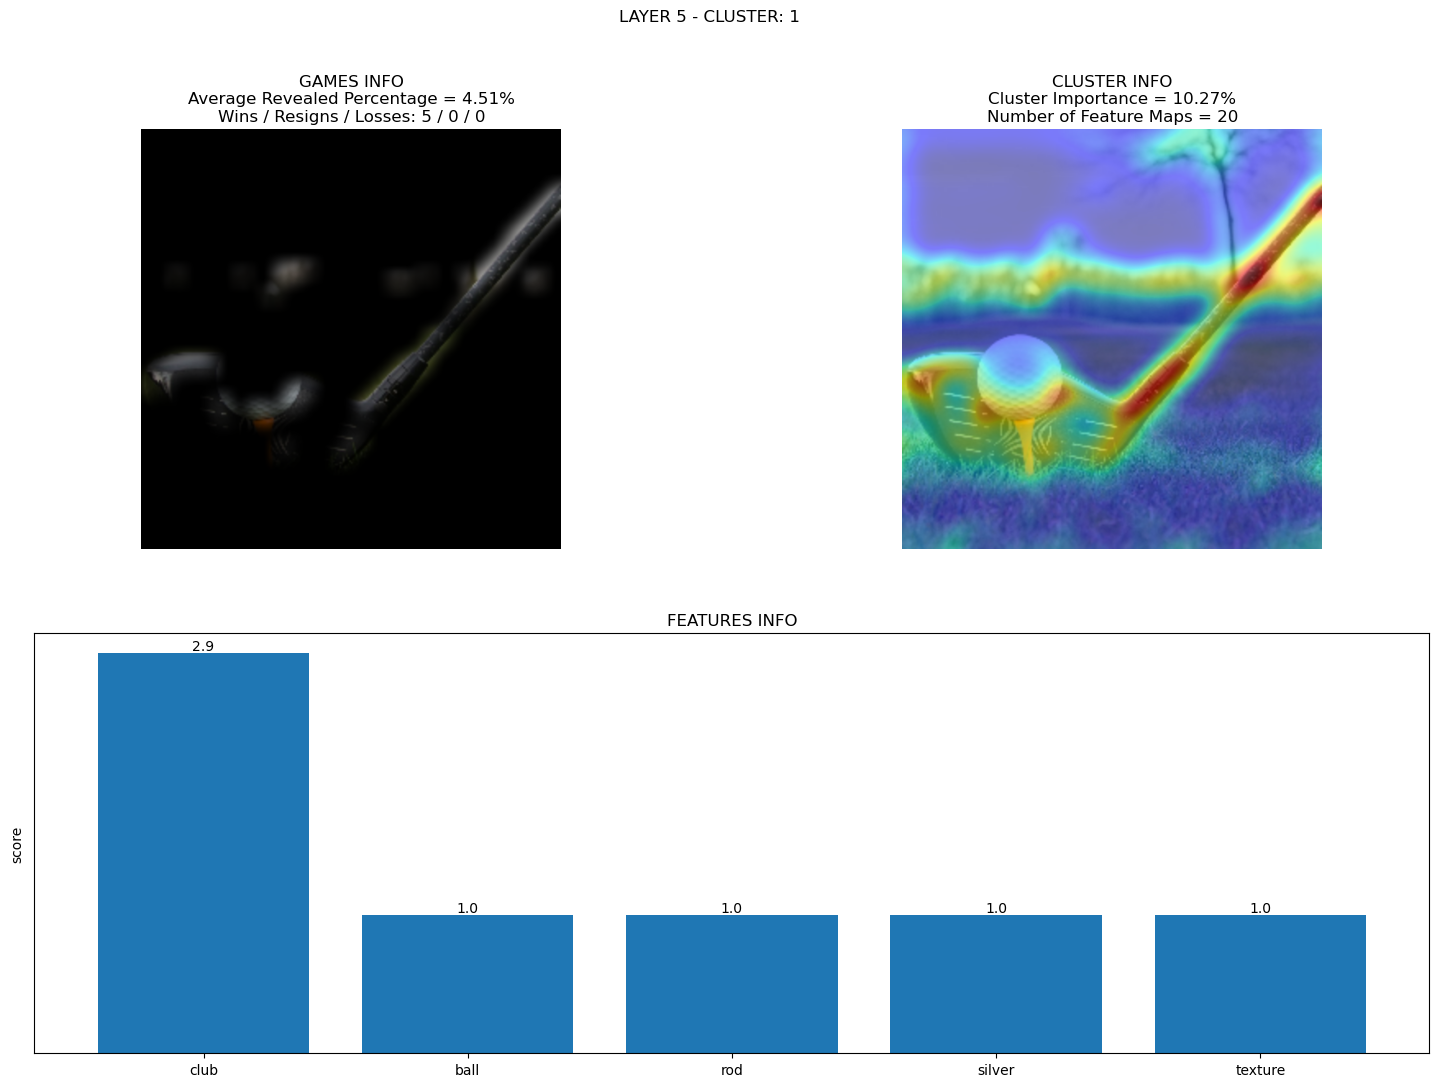 LAYER 5 - CLUSTER: 1
GAMES INFO
Average Revealed Percentage = 4.51%
Wins / Resigns / Losses: 5 / 0 / 0
CLUSTER INFO
Cluster Importance = 10.27%
Number of Feature Maps = 20
FEATURES INFO
score
2.9
1.0
1.0
1.0
1.0
club
ball
rod
silver
texture